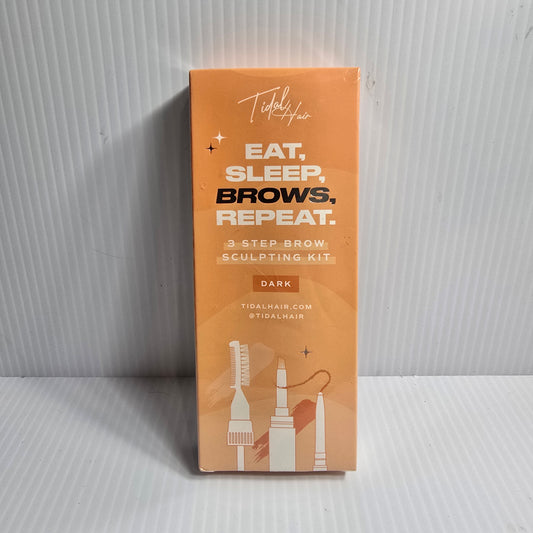 Tidal Hair
EAT,
SLEEP,
BROWS,
REPEAT.
3 STEP BROW
SCULPTING KIT
DARK
TIDALHAIR.COM
@TIDALHAIR